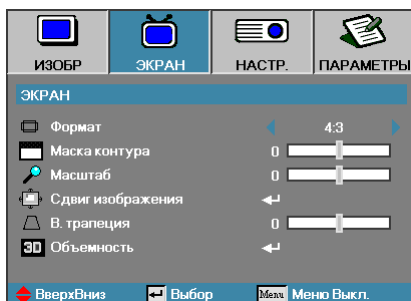 ИЗОБР ЭКРАН НАСТР. ПАРАМЕТРЫ
ЭКРАН
Формат 4:3
Маска контура 0
Масштаб 0
Сдвиг изображения
В. трапеция 0
3D Объемность
ВверхВниз Выбор Menu Меню Выкл.